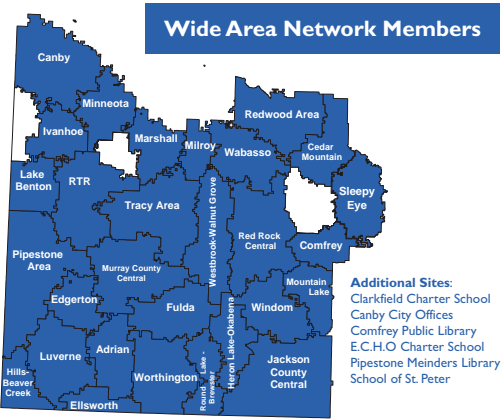 Wide Area Network Members
Canby
Minneota
Ivanhoe
Marshall
Milroy
Redwood Area
Wabasso
Cedar
Mountain
Lake
Benton
RTR
Tracy Area
Westbrook-Walnut Grove
Sleepy
Eye
Red Rock
Central
Comfrey
Pipestone
Area
Murray County
Central
Mountain
Lake
Edgerton
Fulda
Heron Lake-Okabena
Windom
Luverne
Adrian
Worthington
Round Lake -
Brewster
Jackson
County
Central
Hills-
Beaver
Creek
Ellsworth
Additional Sites:
Clarkfield Charter School
Canby City Offices
Comfrey Public Library
E.C.H.O Charter School
Pipestone Meinders Library
School of St. Peter